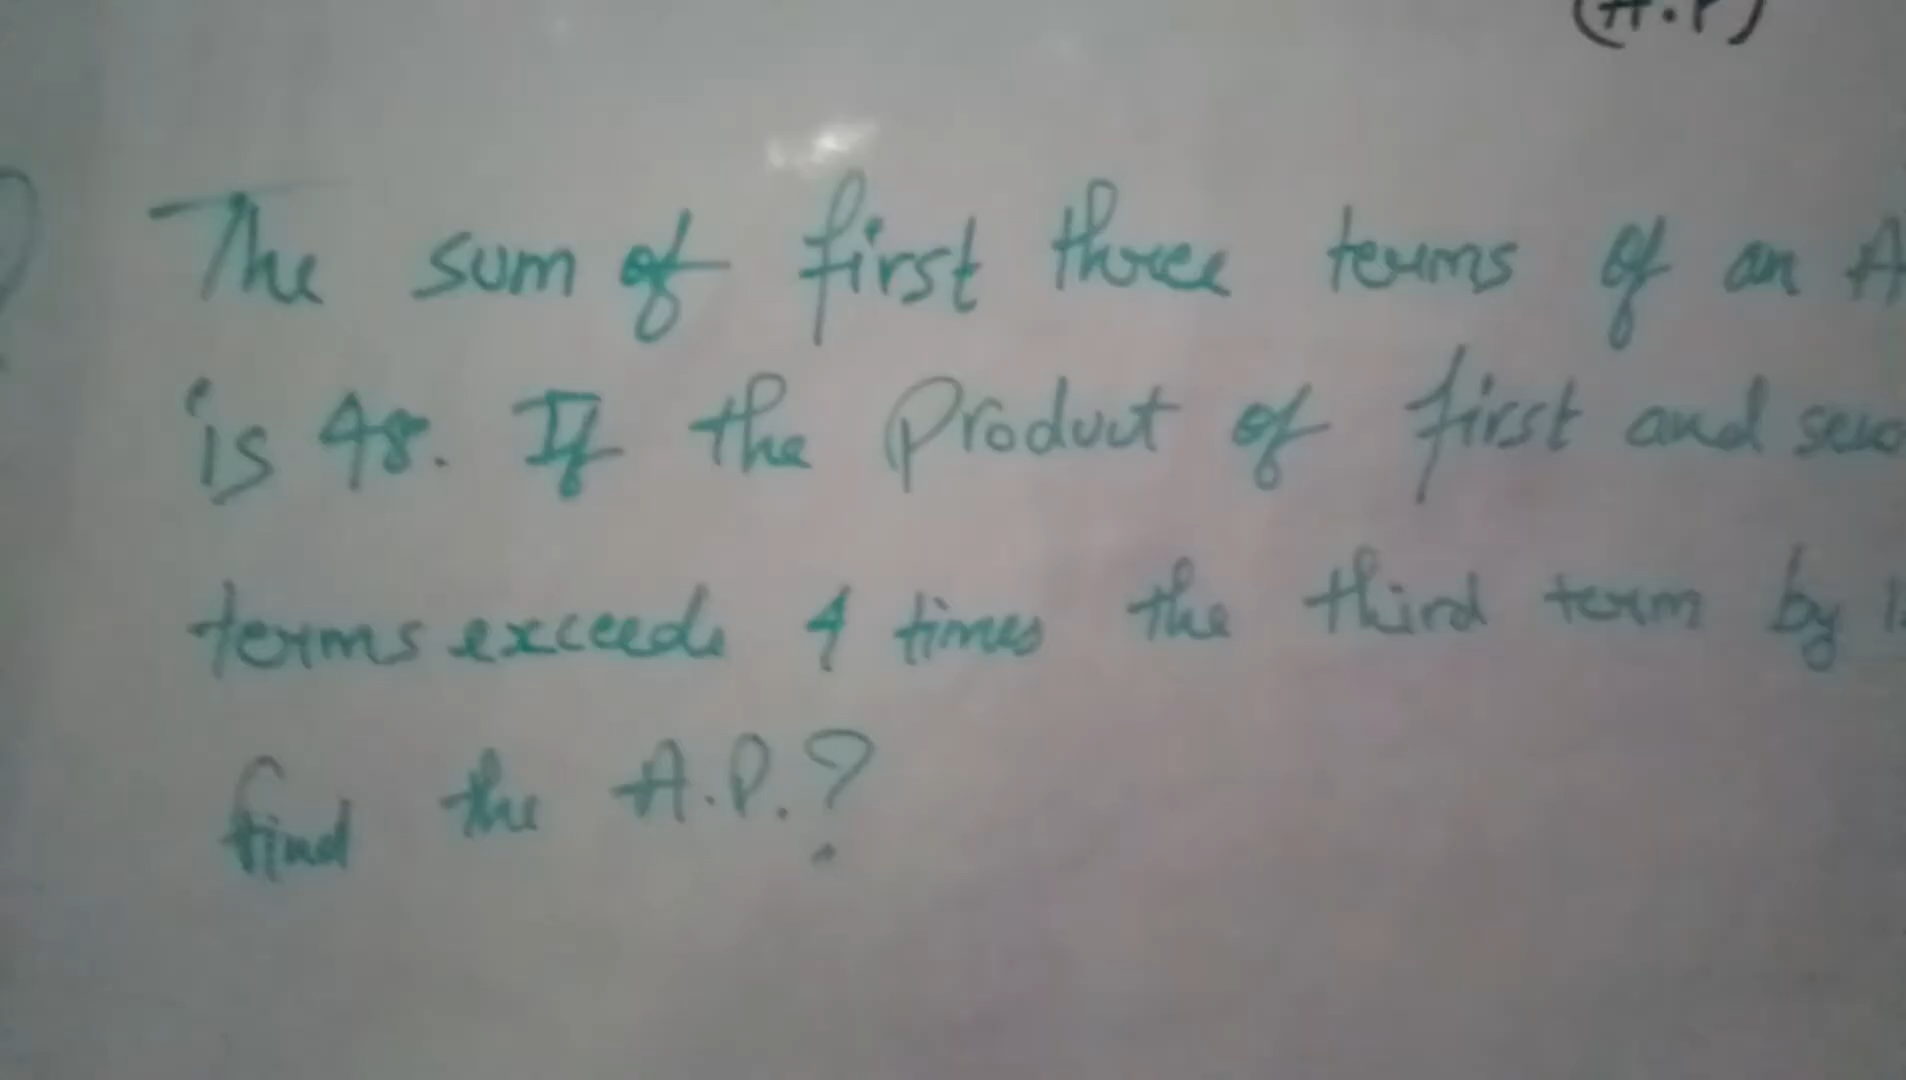 (A.P)
The sum of first three terms of an A
is 48. If the Product of first and
terms exceeds 4 times the third term by
find the A.P.?